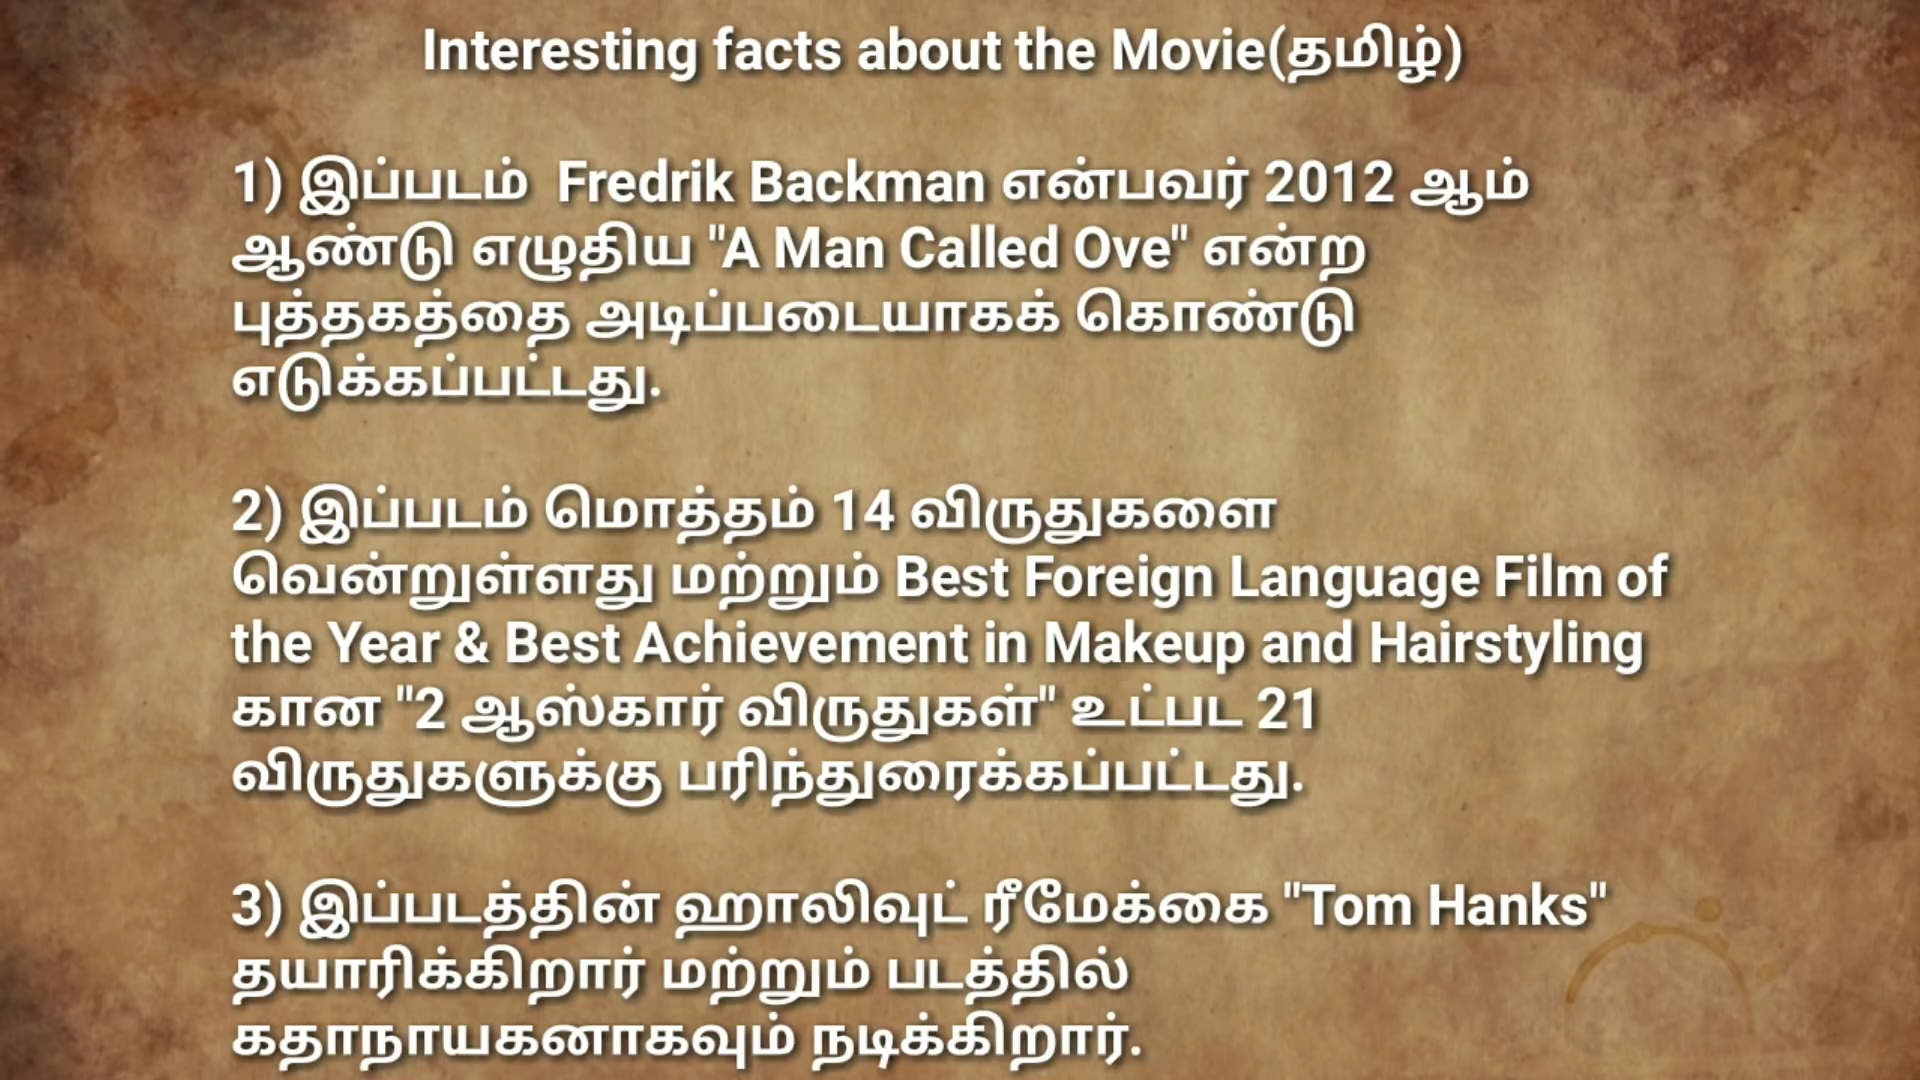 Interesting facts about the Movie(தமிழ்)
1) இப்படம் Fredrik Backman என்பவர் 2012 ஆம்
ஆண்டு எழுதிய "A Man Called Ove" என்ற
புத்தகத்தை அடிப்படையாகக் கொண்டு
எடுக்கப்பட்டது.
2) இப்படம் மொத்தம் 14 விருதுகளை
வென்றுள்ளது மற்றும் Best Foreign Language Film of
the Year & Best Achievement in Makeup and Hairstyling
கான "2 ஆஸ்கார் விருதுகள்" உட்பட 21
விருதுகளுக்கு பரிந்துரைக்கப்பட்டது.
3) இப்படத்தின் ஹாலிவுட் ரீமேக்கை "Tom Hanks"
தயாரிக்கிறார் மற்றும் படத்தில்
கதாநாயகனாகவும் நடிக்கிறார்.